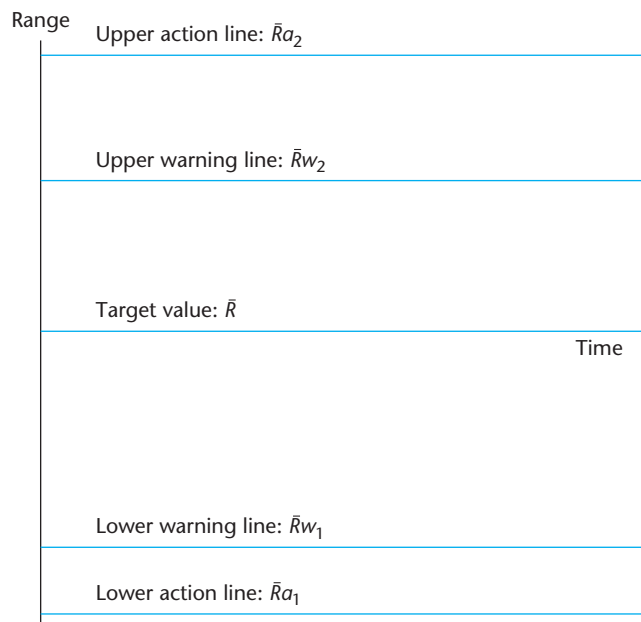 Range
Upper action line: R̄a₂
Upper warning line: R̄w₂
Target value: R̄
Time
Lower warning line: R̄w₁
Lower action line: R̄a₁